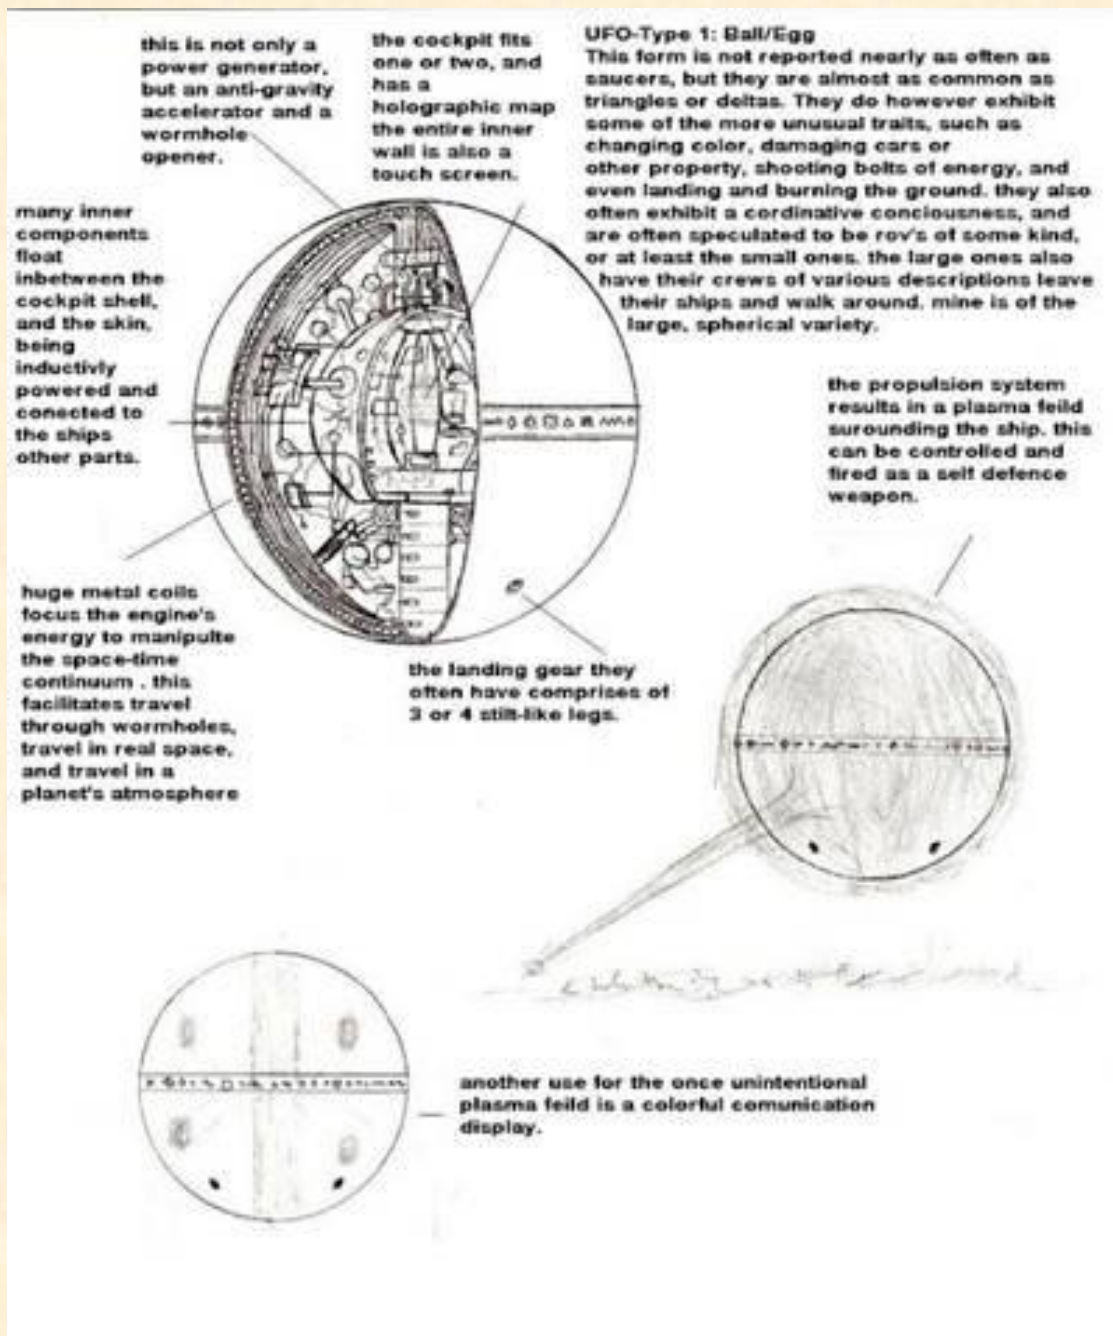 this is not only a
power generator,
but an anti-gravity
accelerator and a
wormhole
opener.
the cockpit fits
one or two, and
has a
holographic map
the entire inner
wall is also a
touch screen.
UFO-Type 1: Ball/Egg
This form is not reported nearly as often as
saucers, but they are almost as common as
triangles or deltas. They do however exhibit
some of the more unusual traits, such as
changing color, damaging cars or
other property, shooting bolts of energy, and
even landing and burning the ground. they also
often exhibit a cordinative conciousness, and
are often speculated to be rov's of some kind,
or at least the small ones. the large ones also
have their crews of various descriptions leave
their ships and walk around. mine is of the
large, spherical variety.
many inner
components
float
inbetween the
cockpit shell,
and the skin,
being
inductivly
powered and
conected to
the ships
other parts.
the propulsion system
results in a plasma feild
surounding the ship. this
can be controlled and
fired as a self defence
weapon.
huge metal coils
focus the engine's
energy to manipulte
the space-time
continuum . this
facilitates travel
through wormholes,
travel in real space,
and travel in a
planet's atmosphere
the landing gear they
often have comprises of
3 or 4 stilt-like legs.
another use for the once unintentional
plasma feild is a colorful comunication
display.